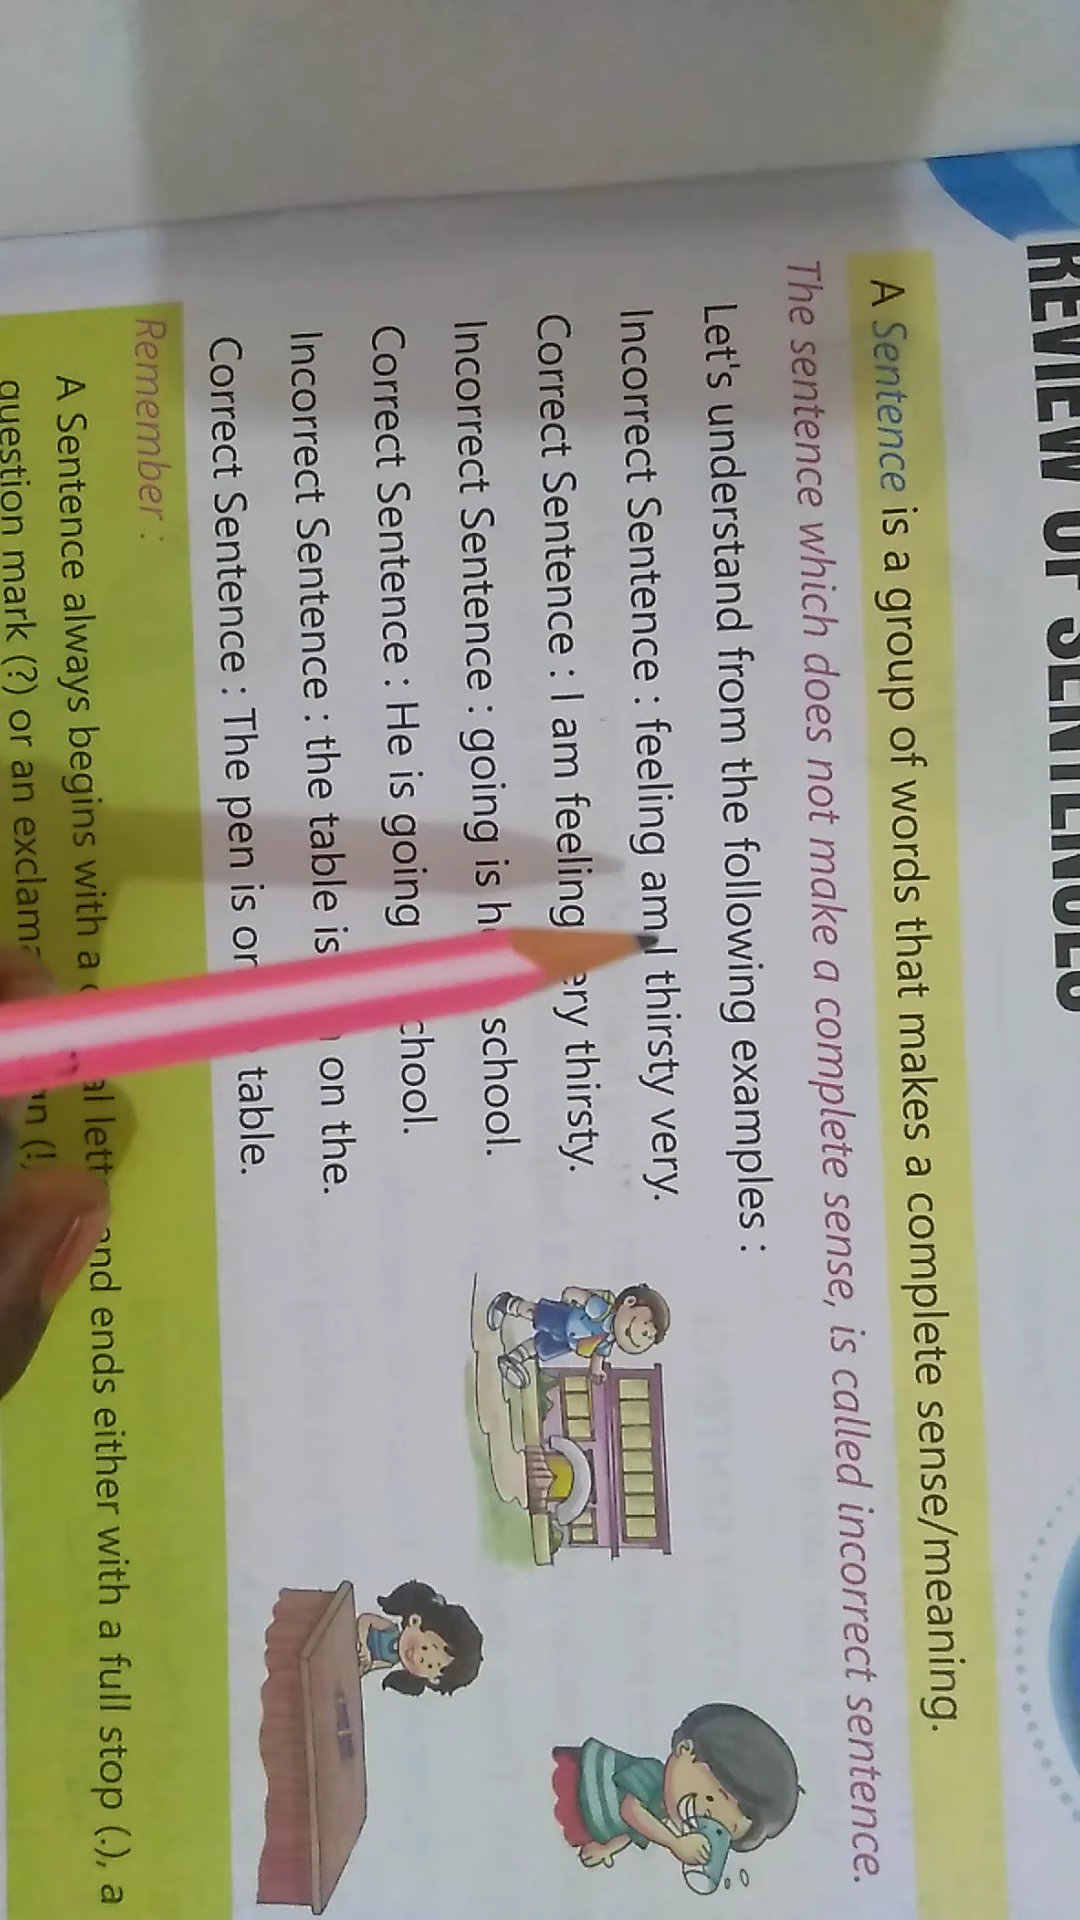 REVIEW OF SENTENCES
A Sentence is a group of words that makes a complete sense/meaning.
The sentence which does not make a complete sense, is called incorrect sentence.
Let's understand from the following examples :
Incorrect Sentence : feeling am I thirsty very.
Correct Sentence : I am feeling ery thirsty.
Incorrect Sentence : going is h school.
Correct Sentence : He is going chool.
Incorrect Sentence : the table is on the.
Correct Sentence : The pen is on table.
Remember :
A Sentence always begins with a al lett and ends either with a full stop (.), a
question mark (?) or an exclama n (!)